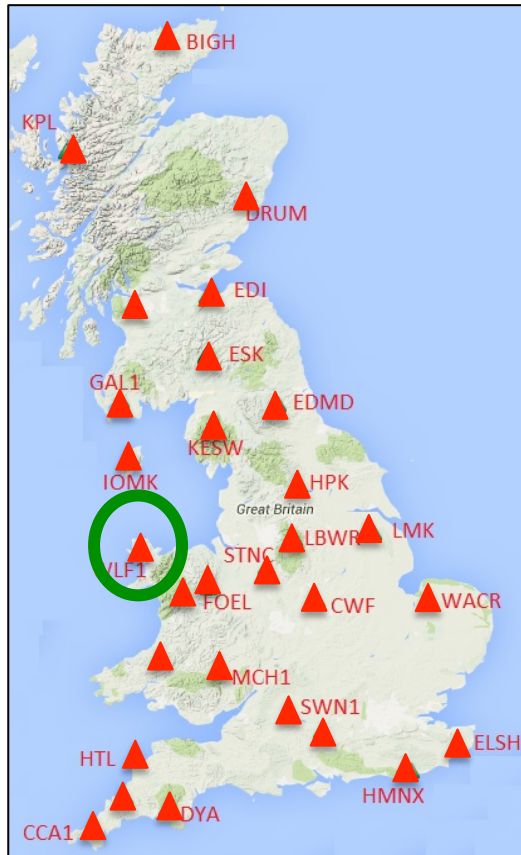 BIGH
KPL
DRUM
EDI
ESK
GAL1
EDMD
KESW
IOMK
HPK
Great Britain
LBWR
LMK
STNC
VLF1
FOEL
CWF
WACR
MCH1
SWN1
ELSH
HTL
HMNX
DYA
CCA1